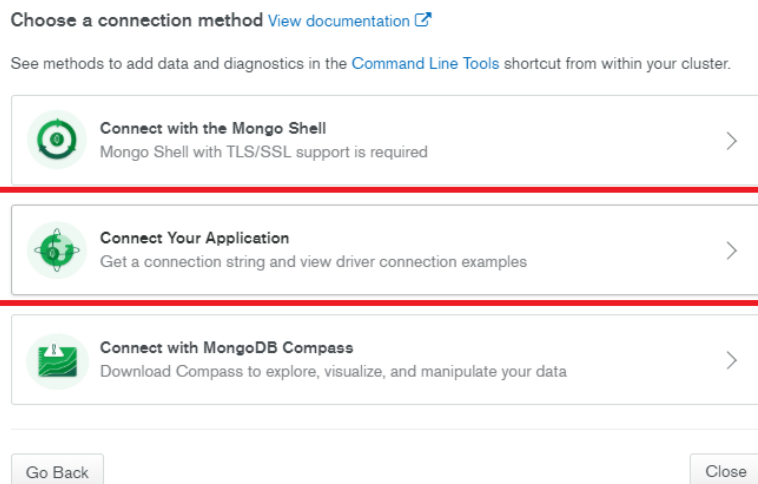 Choose a connection method View documentation
See methods to add data and diagnostics in the Command Line Tools shortcut from within your cluster.
Connect with the Mongo Shell
Mongo Shell with TLS/SSL support is required
Connect Your Application
Get a connection string and view driver connection examples
Connect with MongoDB Compass
Download Compass to explore, visualize, and manipulate your data
Go Back
Close